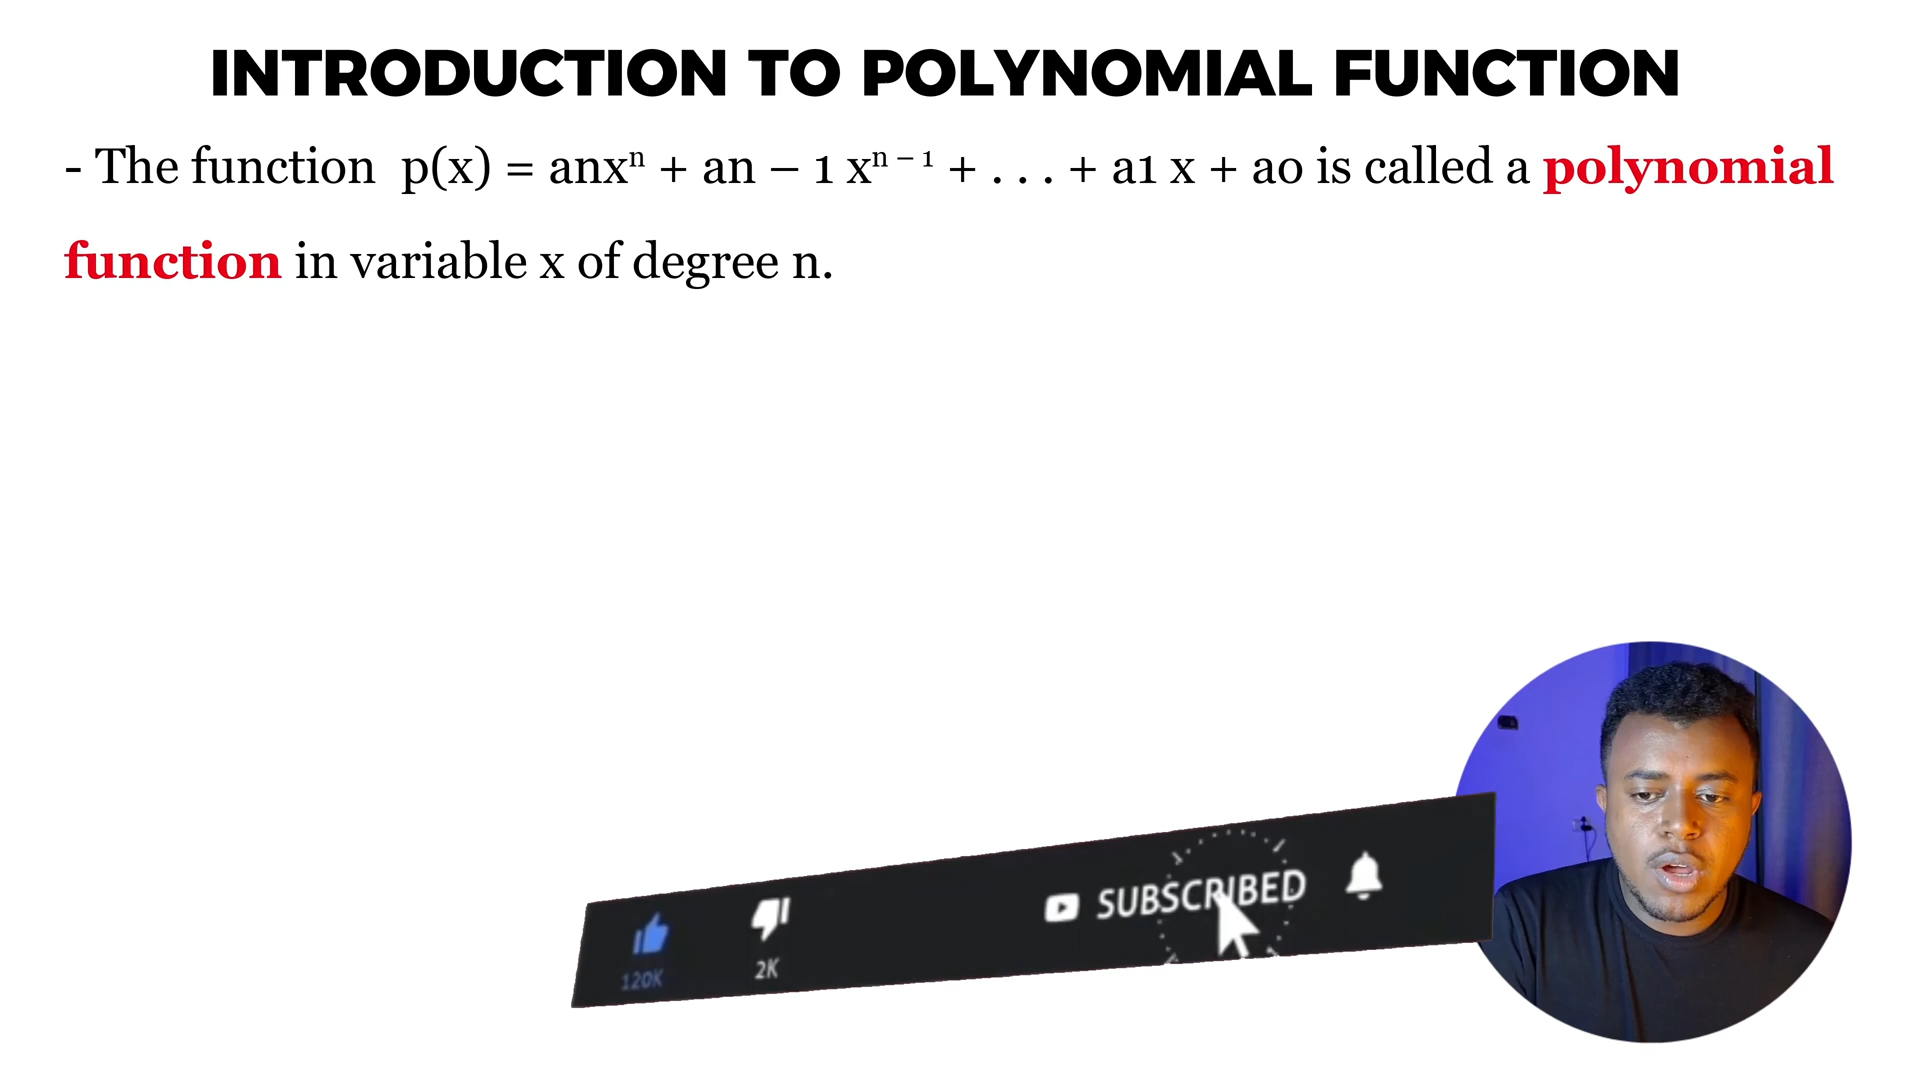 INTRODUCTION TO POLYNOMIAL FUNCTION
- The function p(x) = anxⁿ + an – 1 xⁿ ⁻ ¹ + . . . + a1 x + a0 is called a polynomial
function in variable x of degree n.
SUBSCRIBED
120K 2K